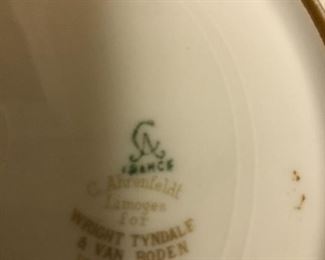 CA
FRANCE
C. Ahrenfeldt
Limoges
for
WRIGHT TYNDALE
& VAN RODEN